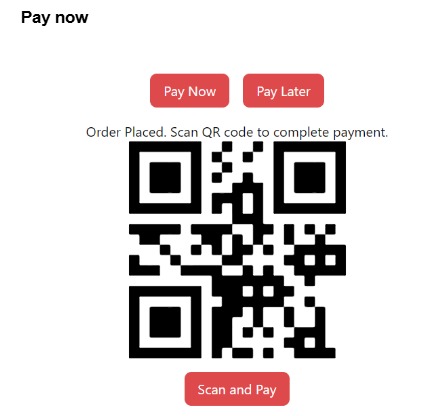 Pay now
Pay Now
Pay Later
Order Placed. Scan QR code to complete payment.
Scan and Pay